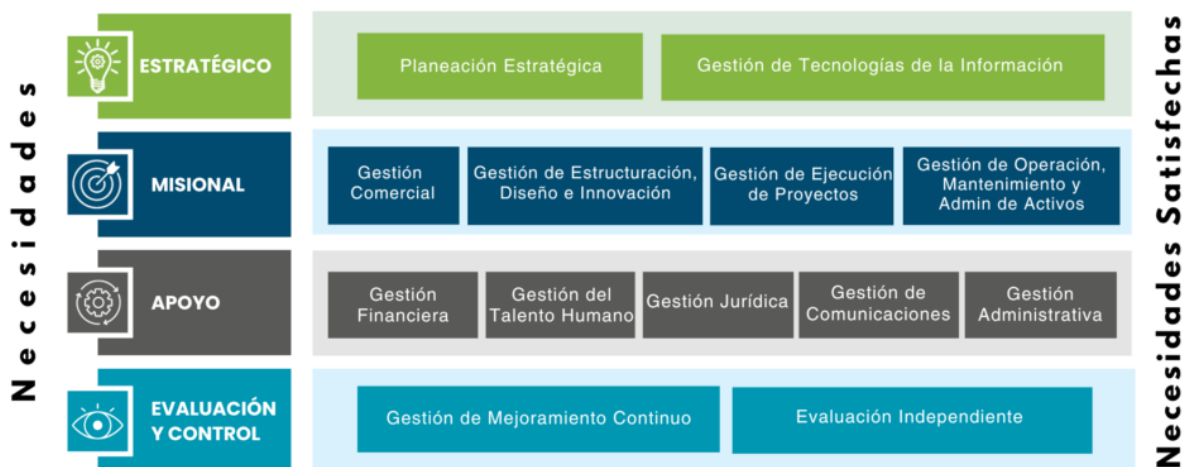 Necesidades
ESTRATÉGICO
Planeación Estratégica
Gestión de Tecnologías de la Información
MISIONAL
Gestión
Comercial
Gestión de Estructuración,
Diseño e Innovación
Gestión de Ejecución
de Proyectos
Gestión de Operación,
Mantenimiento y
Admin de Activos
APOYO
Gestión
Financiera
Gestión del
Talento Humano
Gestión Jurídica
Gestión de
Comunicaciones
Gestión
Administrativa
EVALUACIÓN
Y CONTROL
Gestión de Mejoramiento Continuo
Evaluación Independiente
Necesidades Satisfechas